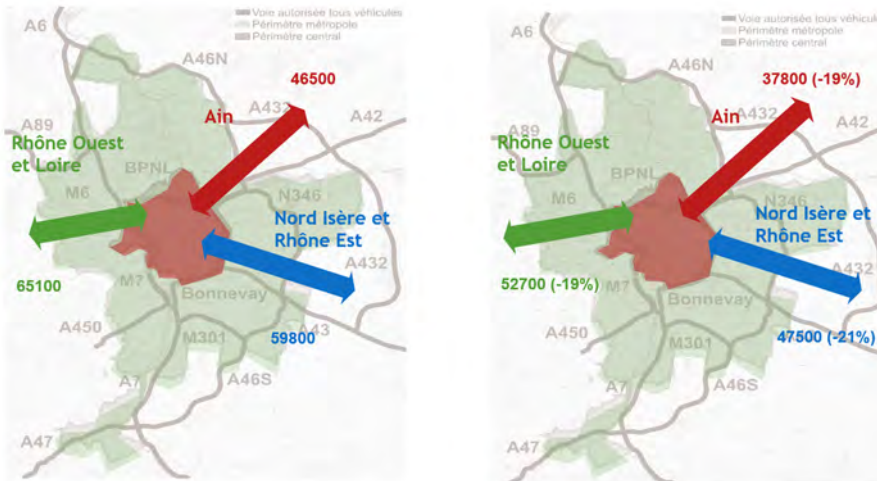 Voie autorisée tous véhicules
Périmètre métropole
Périmètre central
A6
A46N
46500
A432
A42
Ain
A89
Rhône Ouest
et Loire
BPNL
M6
N346
Nord Isère et
Rhône Est
A432
M7
65100
Bonnevay
A450
59800
A43
M301
A7
A46S
A47
Voie autorisée tous véhicule
Périmètre métropole
Périmètre central
A6
A46N
37800 (-19%)
A432
A42
Ain
A89
Rhône Ouest
et Loire
BPNL
M6
N346
Nord Isère et
Rhône Est
A432
M7
52700 (-19%)
Bonnevay
A450
47500 (-21%)
M301
A7
A46S
A47